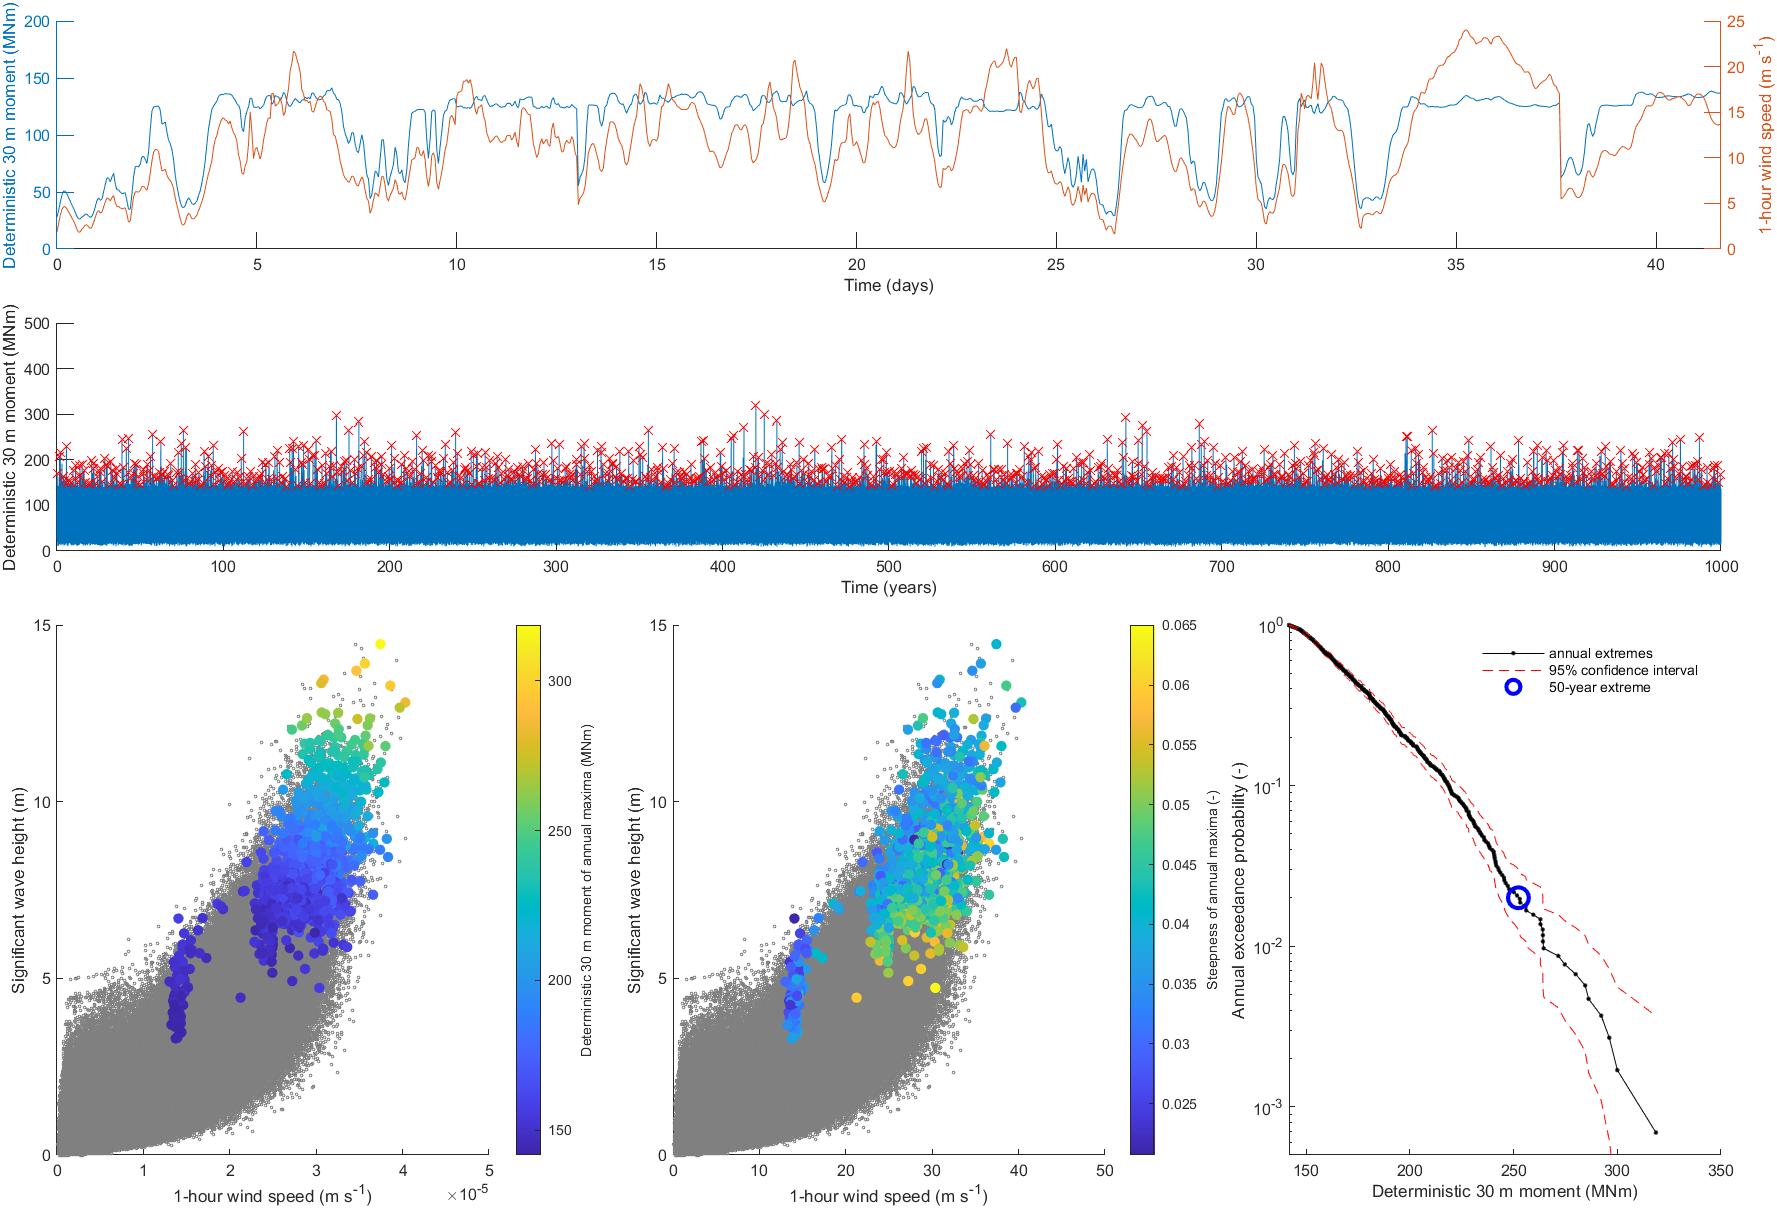 Deterministic 30 m moment (MNm)
200
150
100
50
0
25
20
15
10
5
0
1-hour wind speed (m s-1)
0 5 10 15 20 25 30 35 40
Time (days)
Deterministic 30 m moment (MNm)
500
400
300
200
100
0
0 100 200 300 400 500 600 700 800 900 1000
Time (years)
Significant wave height (m)
15
10
5
0
0 1 2 3 4 5
×10-5
1-hour wind speed (m s-1)
300
250
200
150
Deterministic 30 m moment of annual maxima (MNm)
Significant wave height (m)
15
10
5
0
0 10 20 30 40 50
1-hour wind speed (m s-1)
0.065
0.06
0.055
0.05
0.045
0.04
0.035
0.03
0.025
Steepness of annual maxima (-)
Annual exceedance probability (-)
100
10-1
10-2
10-3
annual extremes
95% confidence interval
50-year extreme
150 200 250 300 350
Deterministic 30 m moment (MNm)